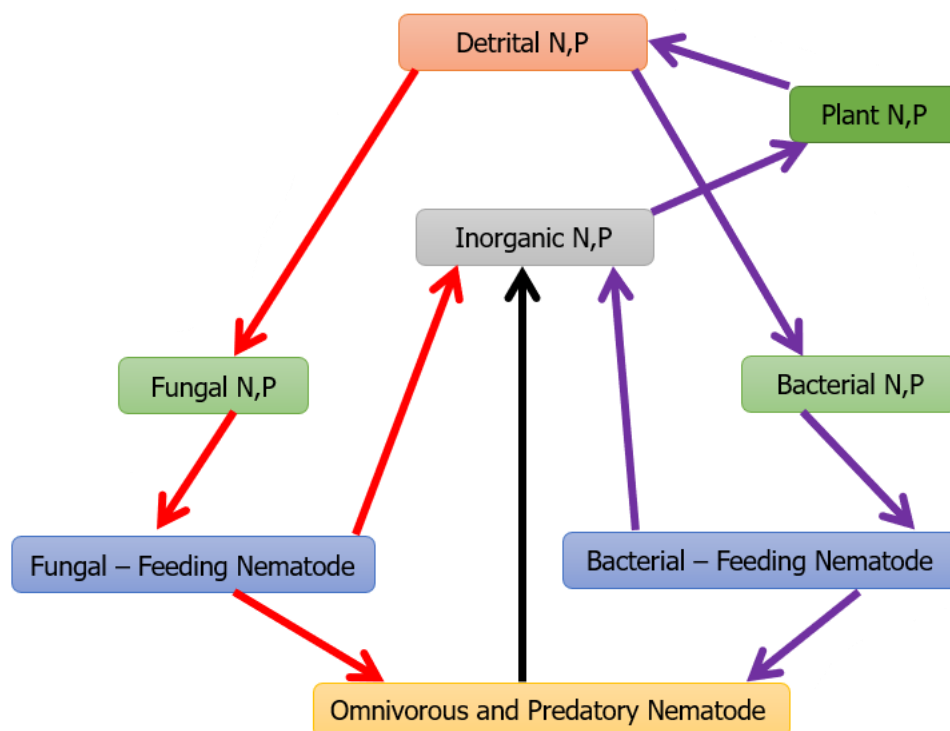 Detrital N,P
Plant N,P
Inorganic N,P
Fungal N,P
Bacterial N,P
Fungal – Feeding Nematode
Bacterial – Feeding Nematode
Omnivorous and Predatory Nematode